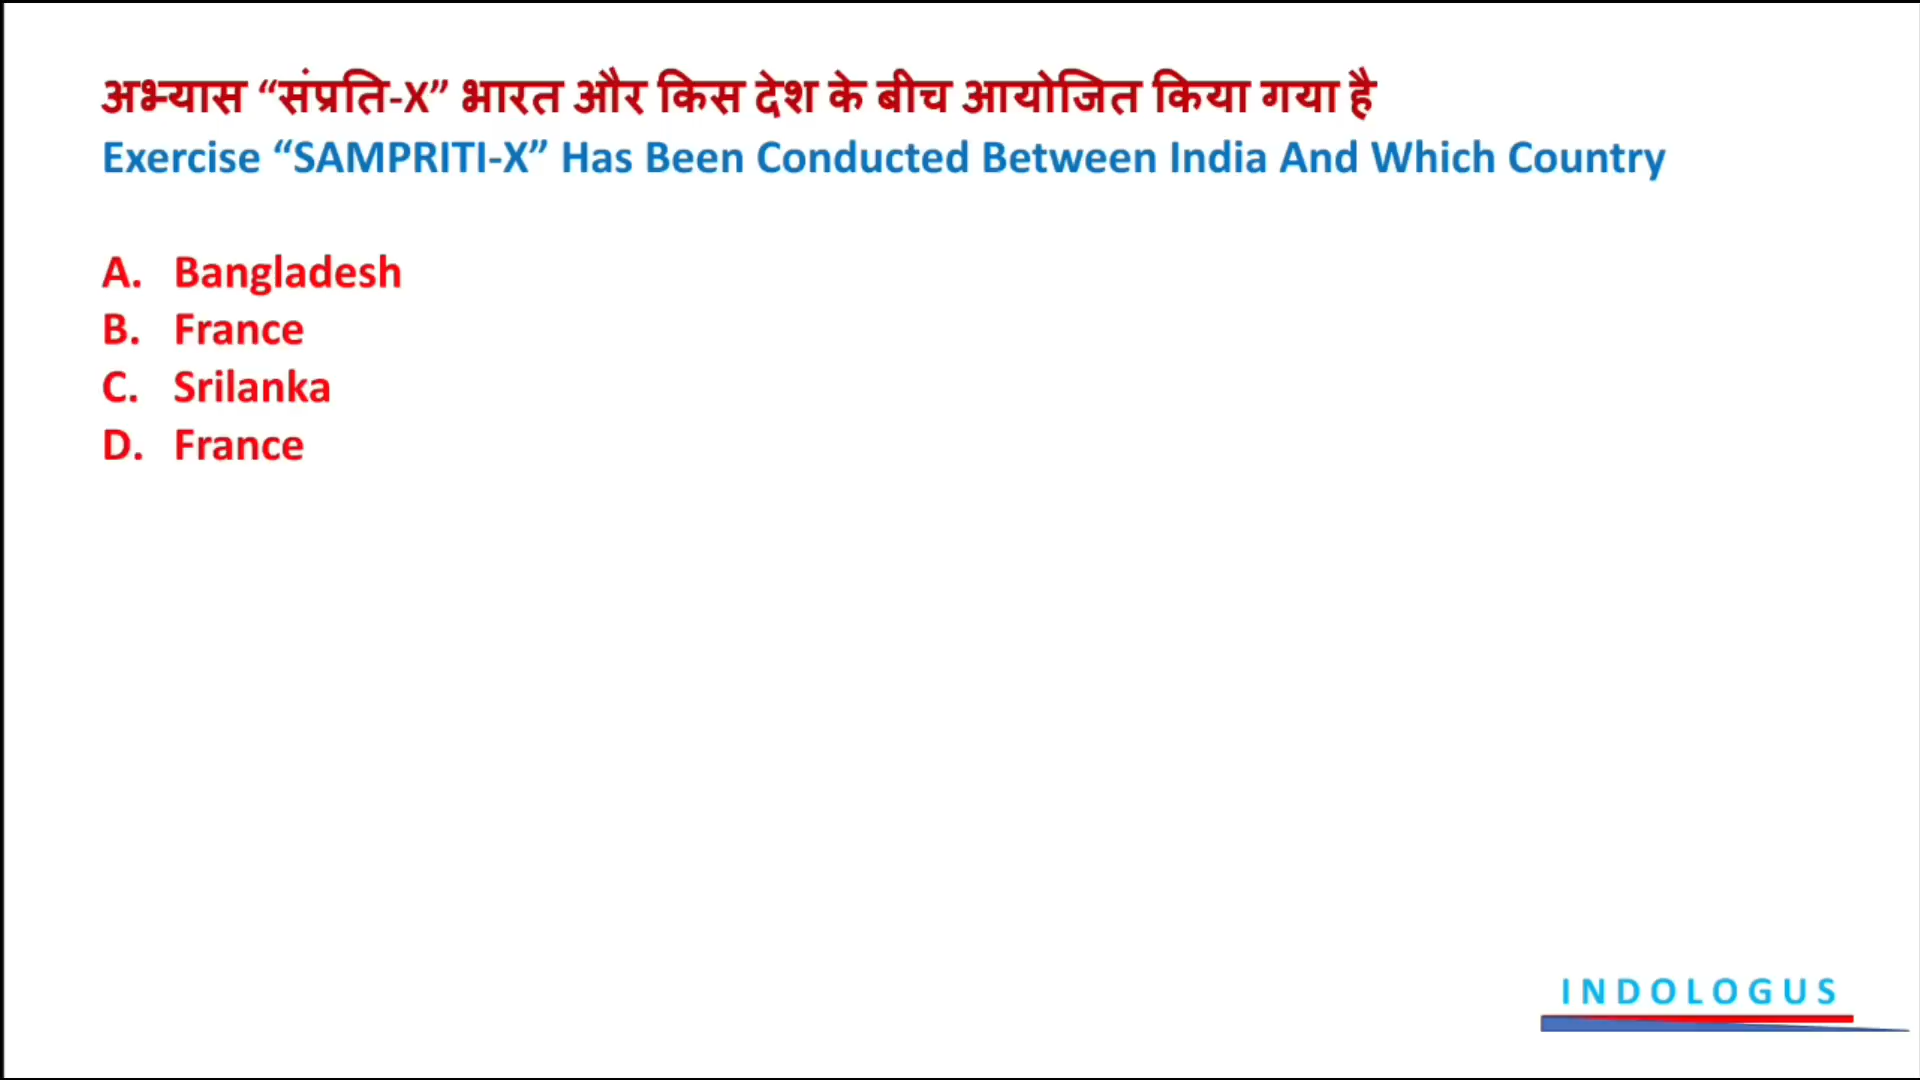 अभ्यास “संप्रति-X” भारत और किस देश के बीच आयोजित किया गया है
Exercise “SAMPRITI-X” Has Been Conducted Between India And Which Country
A. Bangladesh
B. France
C. Srilanka
D. France
INDOLOGUS